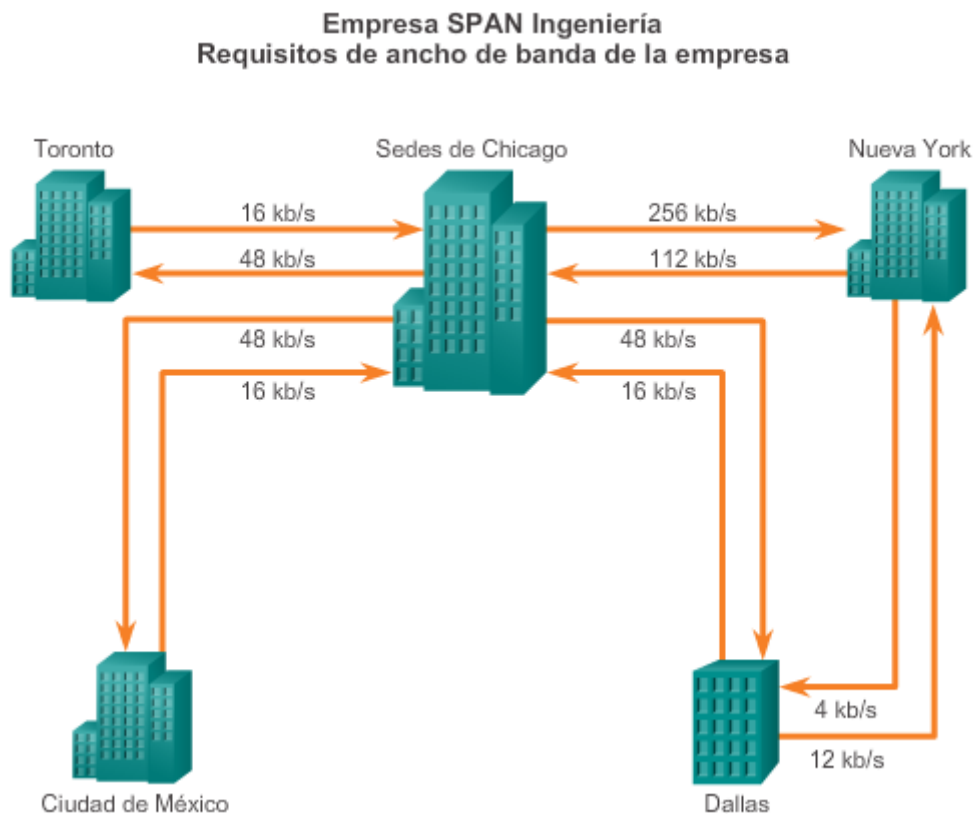 Empresa SPAN Ingeniería
Requisitos de ancho de banda de la empresa
Toronto
Sedes de Chicago
Nueva York
16 kb/s
256 kb/s
48 kb/s
112 kb/s
48 kb/s
48 kb/s
16 kb/s
16 kb/s
4 kb/s
12 kb/s
Ciudad de México
Dallas